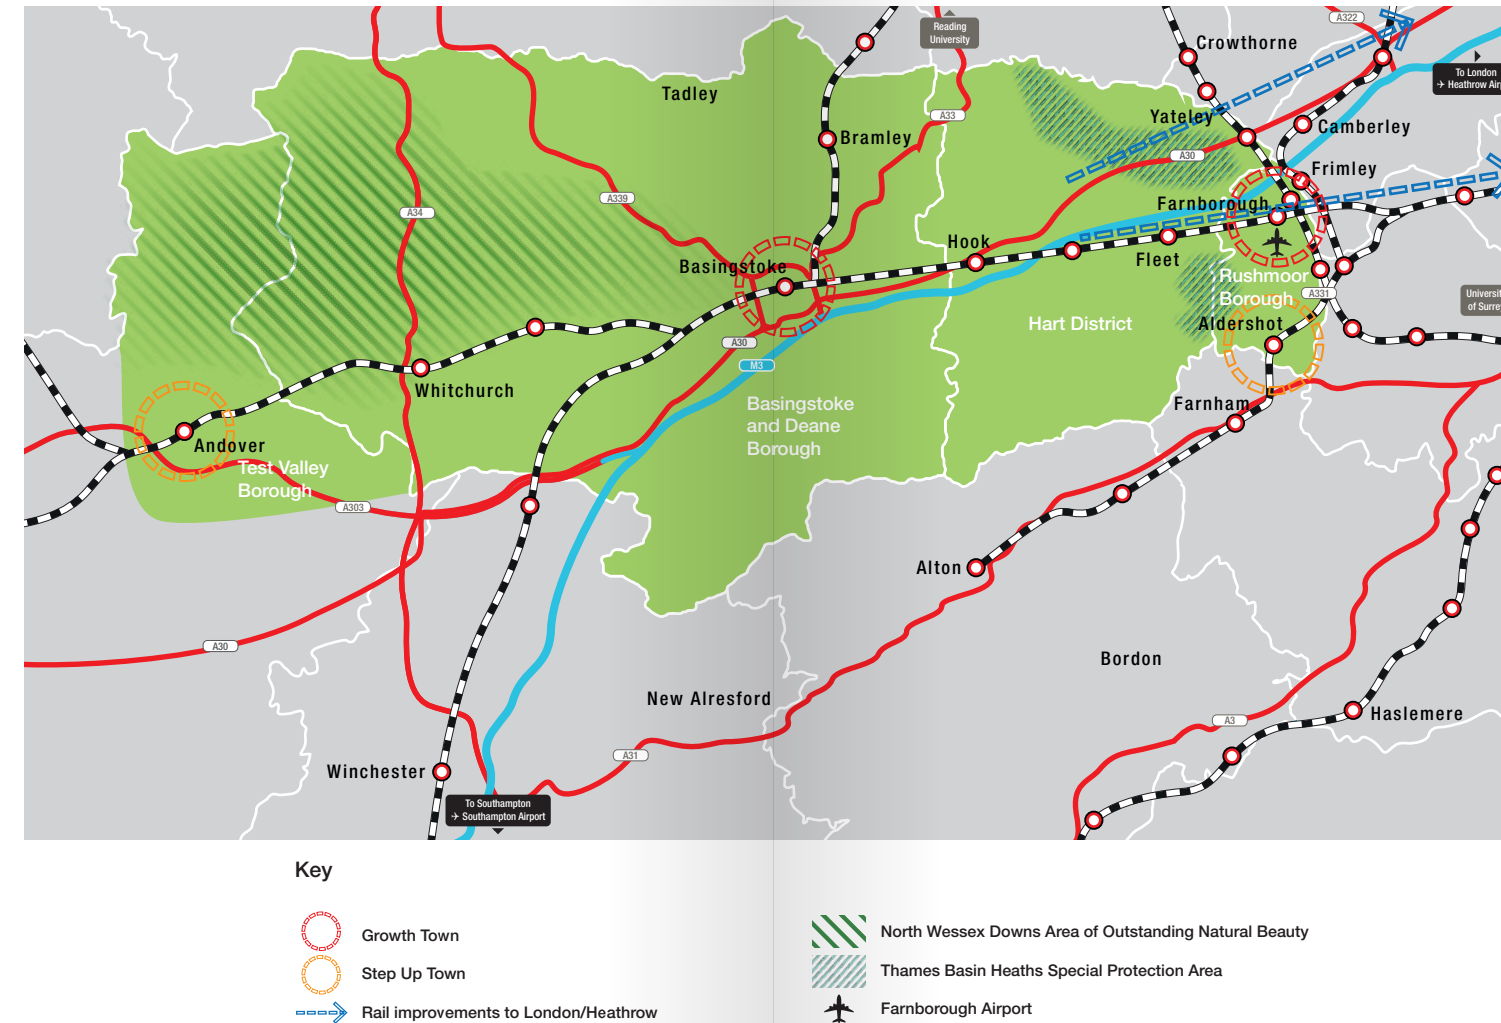 A322
Reading
University
Crowthorne
To London
Heathrow
Tadley
Yateley
A33
Camberley
Bramley
A30
Frimley
A339
Farnborough
A34
Hook
Fleet
Basingstoke
Rushmoor
Borough
A331
of
Aldershot
Hart District
A30
M3
Whitchurch
Basingstoke
and Deane
Borough
Farnham
Andover
Test Valley
Borough
A303
Alton
A30
Bordon
New Alresford
A3
Haslemere
A31
Winchester
To Southampton
Southampton Airport
Key
Growth Town
Step Up Town
Rail improvements to London/Heathrow
North Wessex Downs Area of Outstanding Natural Beauty
Thames Basin Heaths Special Protection Area
Farnborough Airport